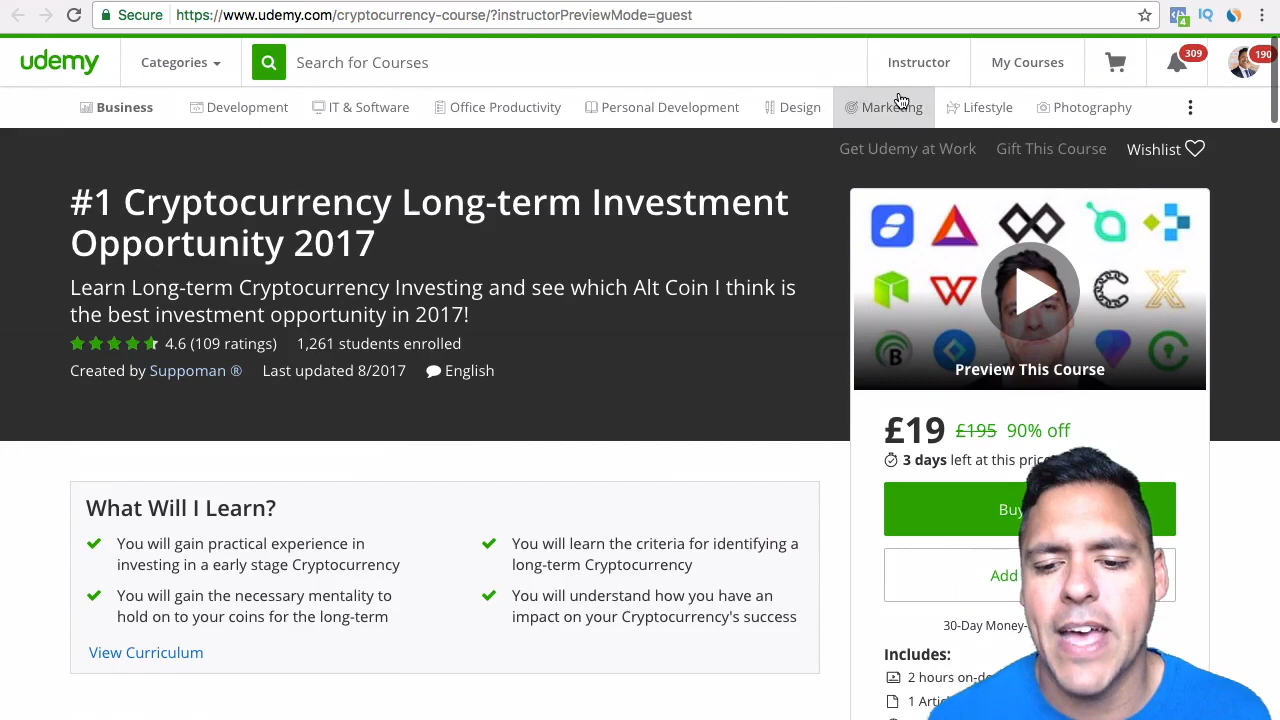 Secure https://www.udemy.com/cryptocurrency-course/?instructorPreviewMode=guest
4
IQ
udemy Categories Search for Courses Instructor My Courses 309 190
Business Development IT & Software Office Productivity Personal Development Design Marketing Lifestyle Photography
Get Udemy at Work Gift This Course Wishlist
#1 Cryptocurrency Long-term Investment
Opportunity 2017
Learn Long-term Cryptocurrency Investing and see which Alt Coin I think is
the best investment opportunity in 2017!
4.6 (109 ratings) 1,261 students enrolled
Created by Suppoman ® Last updated 8/2017 English
Preview This Course
£19 £195 90% off
3 days left at this price
Buy
Add
30-Day Money-
Includes:
2 hours on-de
1 Artic
What Will I Learn?
You will gain practical experience in
investing in a early stage Cryptocurrency
You will gain the necessary mentality to
hold on to your coins for the long-term
You will learn the criteria for identifying a
long-term Cryptocurrency
You will understand how you have an
impact on your Cryptocurrency's success
View Curriculum